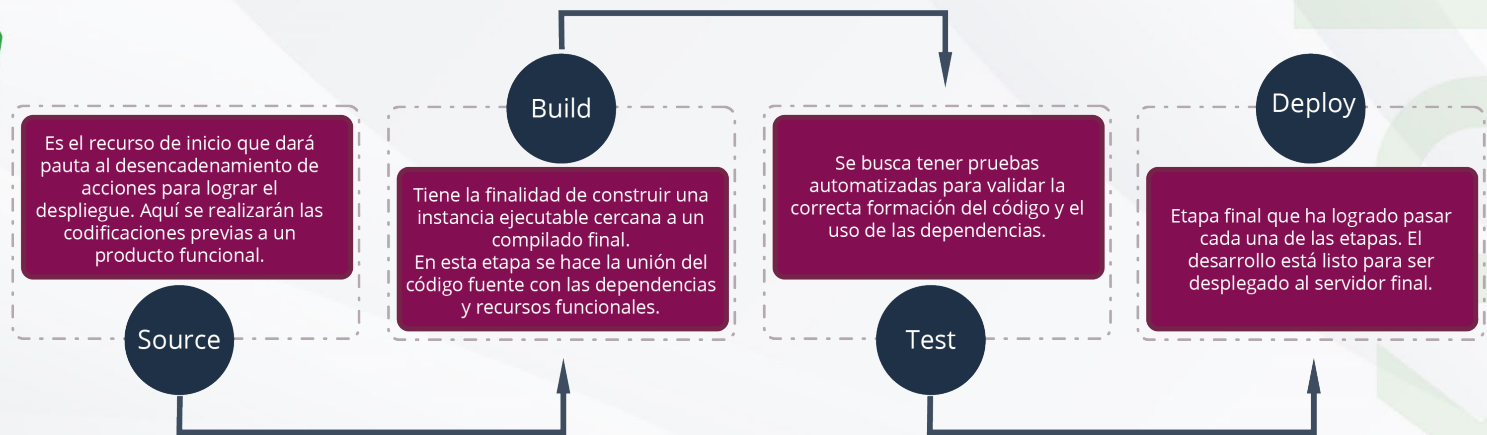 Es el recurso de inicio que dará
pauta al desencadenamiento de
acciones para lograr el
despliegue. Aquí se realizarán las
codificaciones previas a un
producto funcional.
Source
Build
Tiene la finalidad de construir una
instancia ejecutable cercana a un
compilado final.
En esta etapa se hace la unión del
código fuente con las dependencias
y recursos funcionales.
Se busca tener pruebas
automatizadas para validar la
correcta formación del código y el
uso de las dependencias.
Test
Deploy
Etapa final que ha logrado pasar
cada una de las etapas. El
desarrollo está listo para ser
desplegado al servidor final.